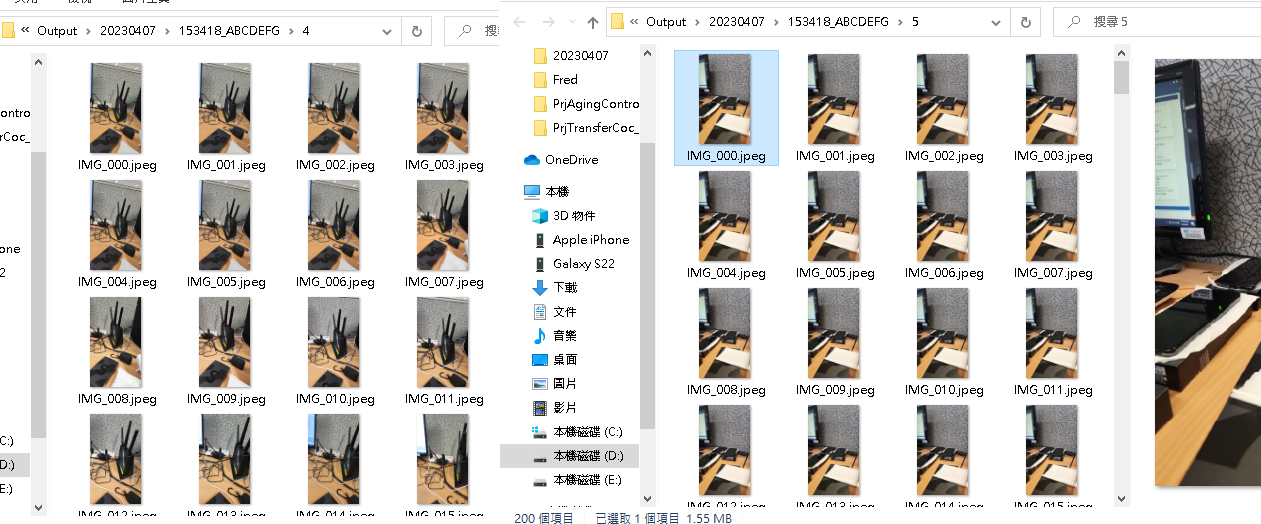 « Output › 20230407 › 153418_ABCDEFG › 4
IMG_000.jpeg IMG_001.jpeg IMG_002.jpeg IMG_003.jpeg
IMG_004.jpeg IMG_005.jpeg IMG_006.jpeg IMG_007.jpeg
IMG_008.jpeg IMG_009.jpeg IMG_010.jpeg IMG_011.jpeg
IMG_012.jpeg IMG_013.jpeg IMG_014.jpeg IMG_015.jpeg
ontro
rCoc_
one
2
C:)
D:)
E:)
« Output › 20230407 › 153418_ABCDEFG › 5
搜尋 5
20230407
Fred
PrjAgingContro
PrjTransferCoc_
OneDrive
本機
3D 物件
Apple iPhone
Galaxy S22
下載
文件
音樂
桌面
圖片
影片
本機磁碟 (C:)
本機磁碟 (D:)
本機磁碟 (E:)
IMG_000.jpeg IMG_001.jpeg IMG_002.jpeg IMG_003.jpeg
IMG_004.jpeg IMG_005.jpeg IMG_006.jpeg IMG_007.jpeg
IMG_008.jpeg IMG_009.jpeg IMG_010.jpeg IMG_011.jpeg
IMG_012.jpeg IMG_013.jpeg IMG_014.jpeg IMG_015.jpeg
200 個項目 已選取 1 個項目 1.55 MB